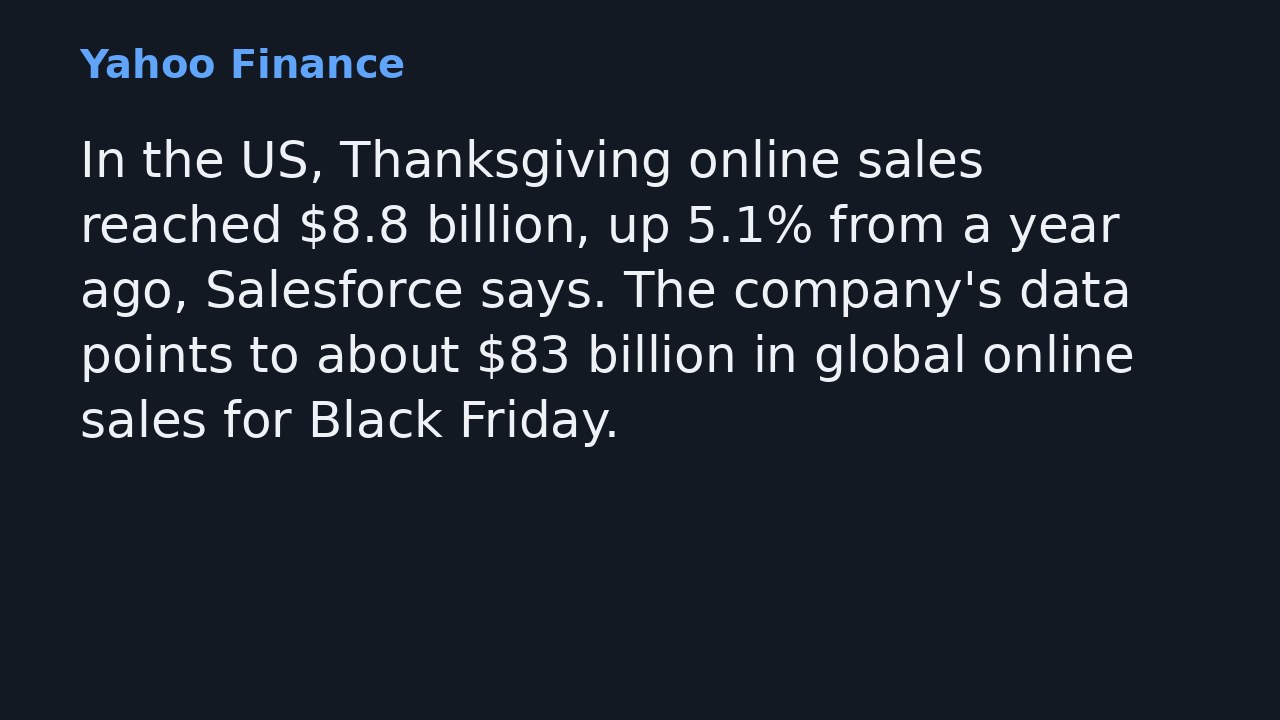 Yahoo Finance
In the US, Thanksgiving online sales
reached $8.8 billion, up 5.1% from a year
ago, Salesforce says. The company's data
points to about $83 billion in global online
sales for Black Friday.